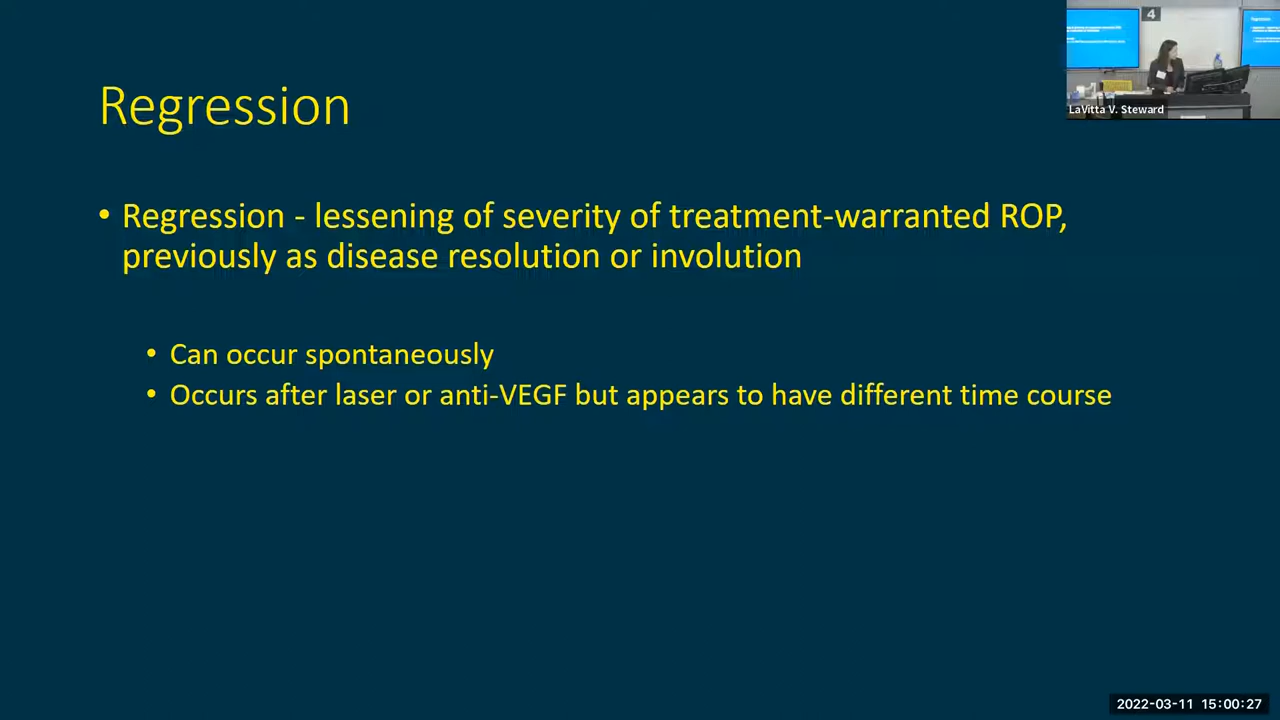 Regression
• Regression - lessening of severity of treatment-warranted ROP,
previously as disease resolution or involution
• Can occur spontaneously
• Occurs after laser or anti-VEGF but appears to have different time course
4
LaVitta V. Steward
2022-03-11 15:00:27